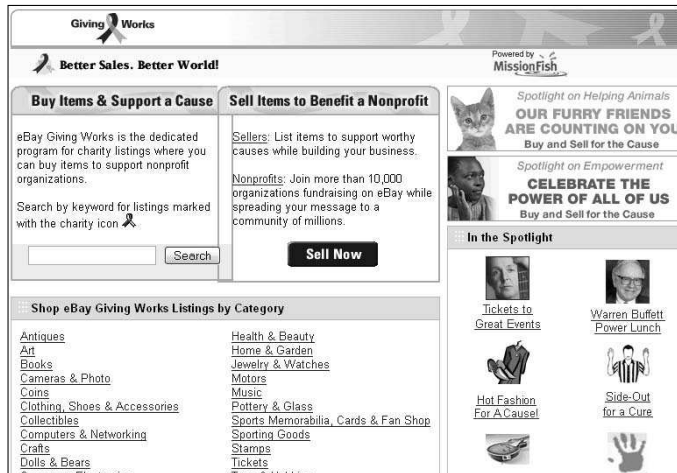 Giving Works
Better Sales. Better World!
Powered by
MissionFish
Buy Items & Support a Cause
eBay Giving Works is the dedicated
program for charity listings where you
can buy items to support nonprofit
organizations.
Search by keyword for listings marked
with the charity icon
Search
Sell Items to Benefit a Nonprofit
Sellers: List items to support worthy
causes while building your business.
Nonprofits: Join more than 10,000
organizations fundraising on eBay while
spreading your message to a
community of millions.
Sell Now
Spotlight on Helping Animals
OUR FURRY FRIENDS
ARE COUNTING ON YOU
Buy and Sell for the Cause
Spotlight on Empowerment
CELEBRATE THE
POWER OF ALL OF US
Buy and Sell for the Cause
In the Spotlight
Tickets to
Great Events
Warren Buffett
Power Lunch
Hot Fashion
For A Cause!
Side-Out
for a Cure
Shop eBay Giving Works Listings by Category
Antiques
Art
Books
Cameras & Photo
Coins
Clothing, Shoes & Accessories
Collectibles
Computers & Networking
Crafts
Dolls & Bears
Health & Beauty
Home & Garden
Jewelry & Watches
Motors
Music
Pottery & Glass
Sports Memorabilia, Cards & Fan Shop
Sporting Goods
Stamps
Tickets